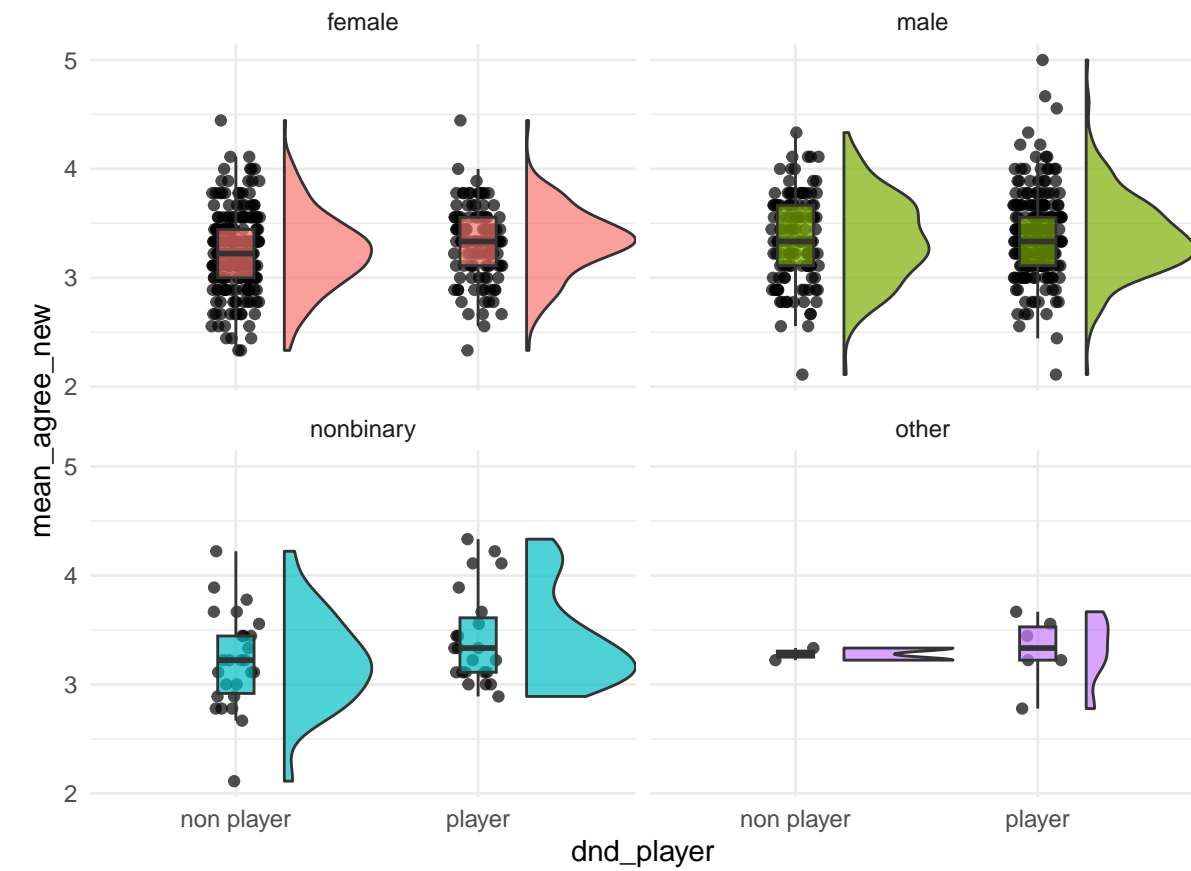 female
male
5
4
3
2
nonbinary
other
5
4
3
2
mean_agree_new
non player
player
non player
player
dnd_player